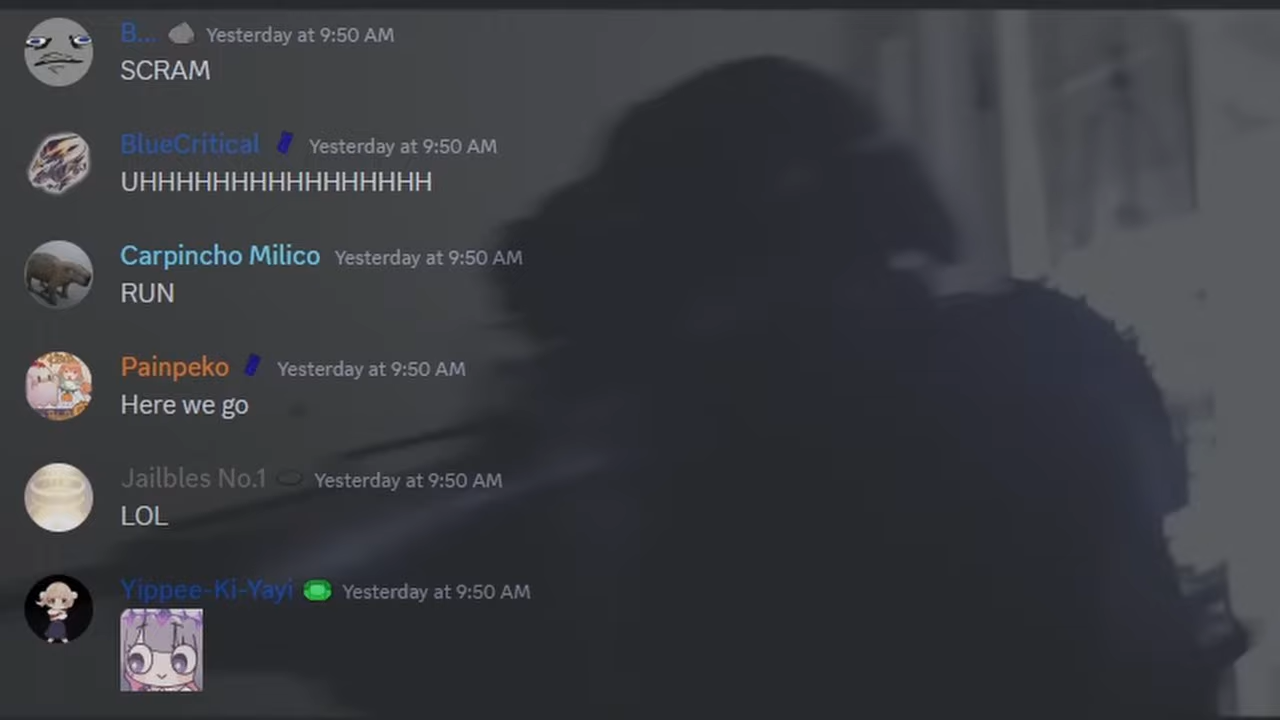 B... Yesterday at 9:50 AM
SCRAM
BlueCritical Yesterday at 9:50 AM
UHHHHHHHHHHHHHHHH
Carpincho Milico Yesterday at 9:50 AM
RUN
Painpeko Yesterday at 9:50 AM
Here we go
Jailbles No.1 Yesterday at 9:50 AM
LOL
Yippee-Ki-Yayi Yesterday at 9:50 AM